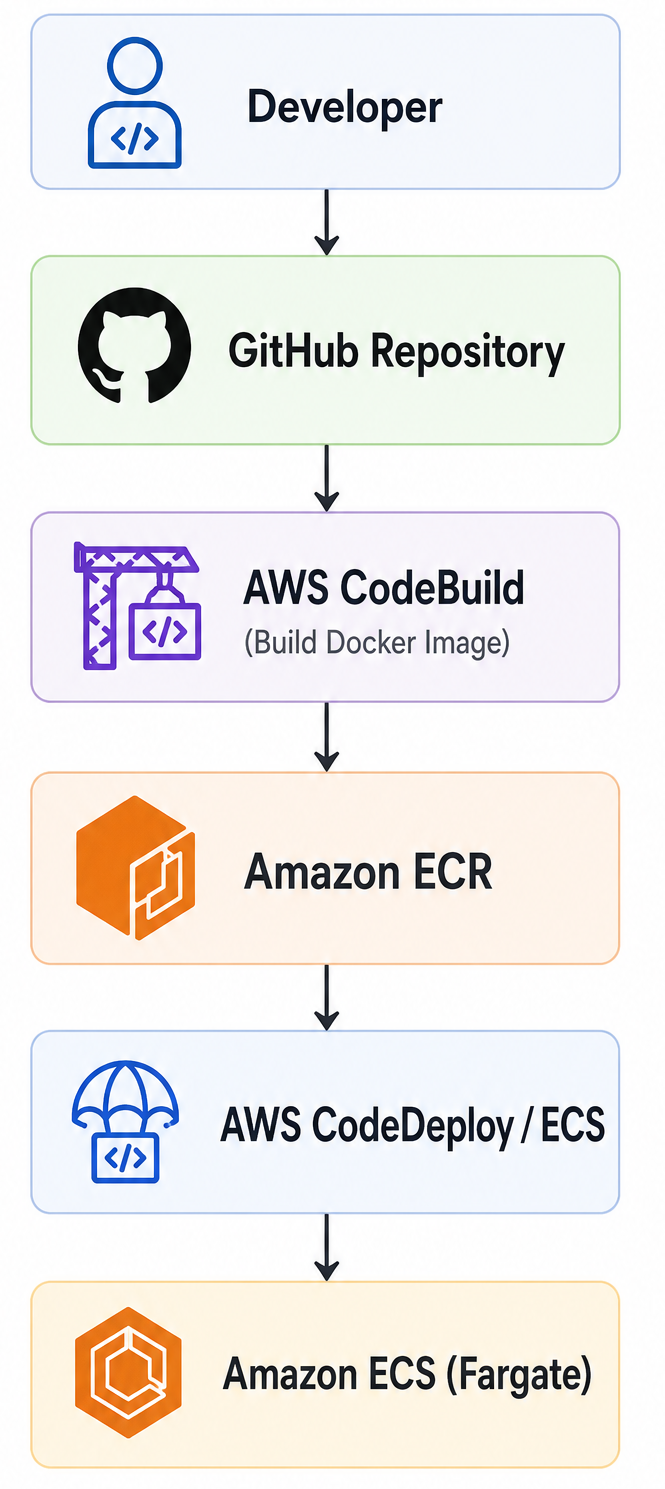 </>
Developer
GitHub Repository
</>
AWS CodeBuild
(Build Docker Image)
Amazon ECR
</>
AWS CodeDeploy / ECS
Amazon ECS (Fargate)